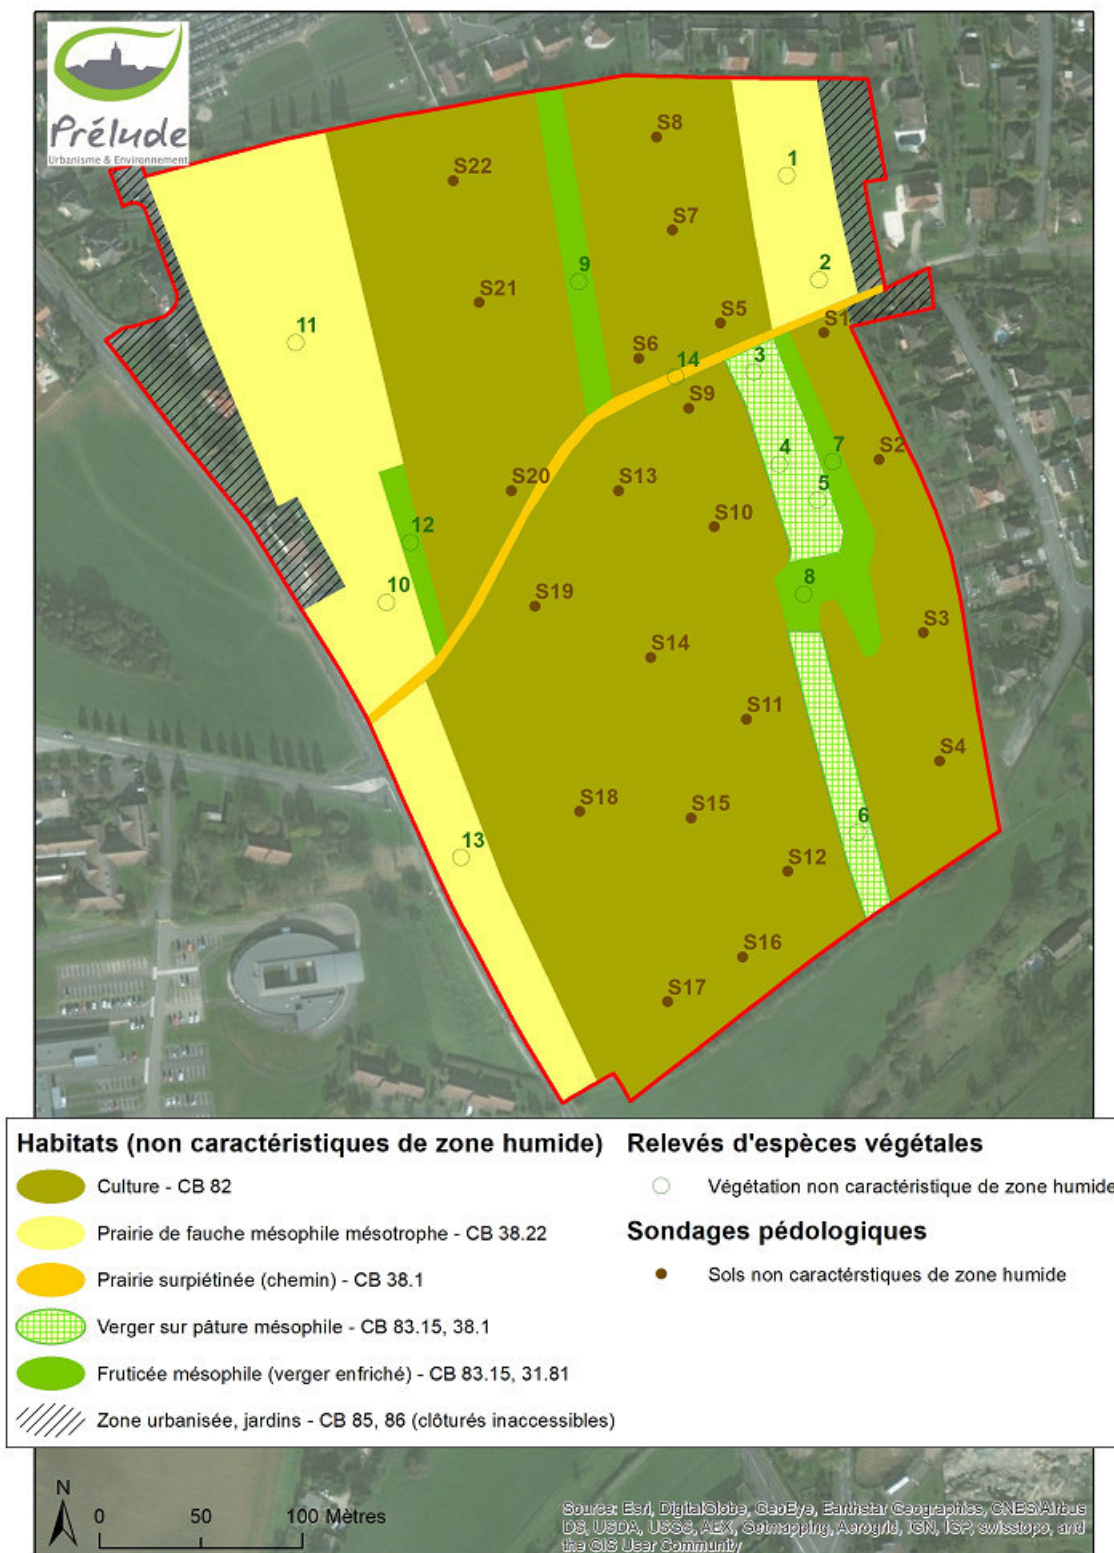 Prélude
Urbanisme & Environnement
S8
1
S22
S7
2
9
S21
S5
S1
11
S6
14
3
S9
4
7
S2
S20
S13
5
S10
12
10
8
S19
S3
S14
S11
S4
S18
S15
6
13
S12
S16
S17
Habitats (non caractéristiques de zone humide)
Culture - CB 82
Prairie de fauche mésophile mésotrophe - CB 38.22
Prairie surpiétinée (chemin) - CB 38.1
Verger sur pâture mésophile - CB 83.15, 38.1
Fruticée mésophile (verger enfriché) - CB 83.15, 31.81
Zone urbanisée, jardins - CB 85, 86 (clôturés inaccessibles)
Relevés d'espèces végétales
Végétation non caractéristique de zone humide
Sondages pédologiques
Sols non caractérstiques de zone humide
N
0 50 100 Mètres
Source: Esri, DigitalGlobe, GeoEye, Earthstar Geographics, CNES/Airbus
DS, USDA, USGS, AEX, Getmapping, Aerogrid, IGN, IGP, swisstopo, and
the GIS User Community